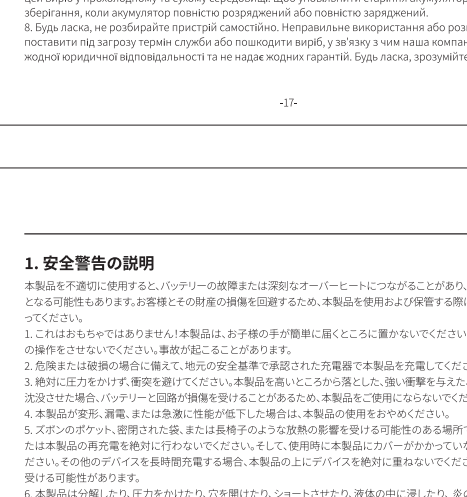 зберігання, коли акумулятор повністю розряджений або повністю заряджений.
8. Будь ласка, не розбирайте пристрій самостійно. Неправильне використання або
поставити під загрозу термін служби або пошкодити виріб, у зв'язку з чим наша
жодної юридичної відповідальності та не надає жодних гарантій. Будь ласка,
-17-
1. 安全警告の説明
本製品を不適切に使用すると、バッテリーの故障または深刻なオーバーヒートにつながることがあり、
となる可能性もあります。お客様とその財産の損傷を回避するため、本製品を使用および保管する際
ってください。
1. これはおもちゃではありません！本製品は、お子様の手が簡単に届くところに置かないでください
の操作をさせないでください。事故が起こることがあります。
2. 危険または破損の場合に備えて、地元の安全基準で承認された充電器で本製品を充電してくださ
3. 絶対に圧力をかけず、衝突を避けてください。本製品を高いところから落とした、強い衝撃を与えた、
沈没させた場合、バッテリーと回路が損傷を受けることがあるため、本製品をご使用にならないでくだ
4. 本製品が変形、漏電、または急激に性能が低下した場合は、本製品の使用をおやめください。
5. ズボンのポケット、密閉された袋、または長椅子のような放熱の影響を受ける可能性のある場所で
たは本製品の再充電を絶対に行わないでください。そして、使用時に本製品にカバーがかかってい
ださい。その他のデバイスを長時間充電する場合、本製品の上にデバイスを絶対に重ねないでくださ
受ける可能性があります。
6. 本製品は分解したり、圧力をかけたり、穴を開けたり、ショートさせたり、液体の中に浸したり、